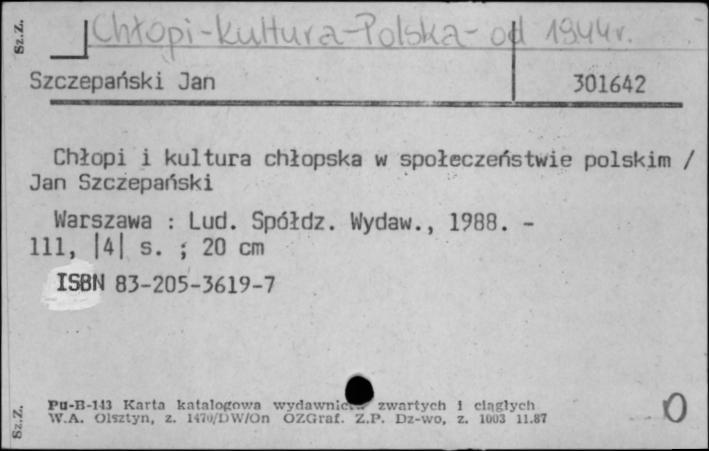 Sz.Z.
Chłopi-kultura-Polska- od 1944r.
Szczepański Jan 301642
Chłopi i kultura chłopska w społeczeństwie polskim /
Jan Szczepański
Warszawa : Lud. Spółdz. Wydaw., 1988. -
111, |4| s. ; 20 cm
ISBN 83-205-3619-7
Pu-B-143 Karta katalogowa zwartych i ciągłych
W.A. Olsztyn, z. 1470/DW/On OZGraf. Z.P. Dz-wo, z. 1003 11.87
Sz.Z.